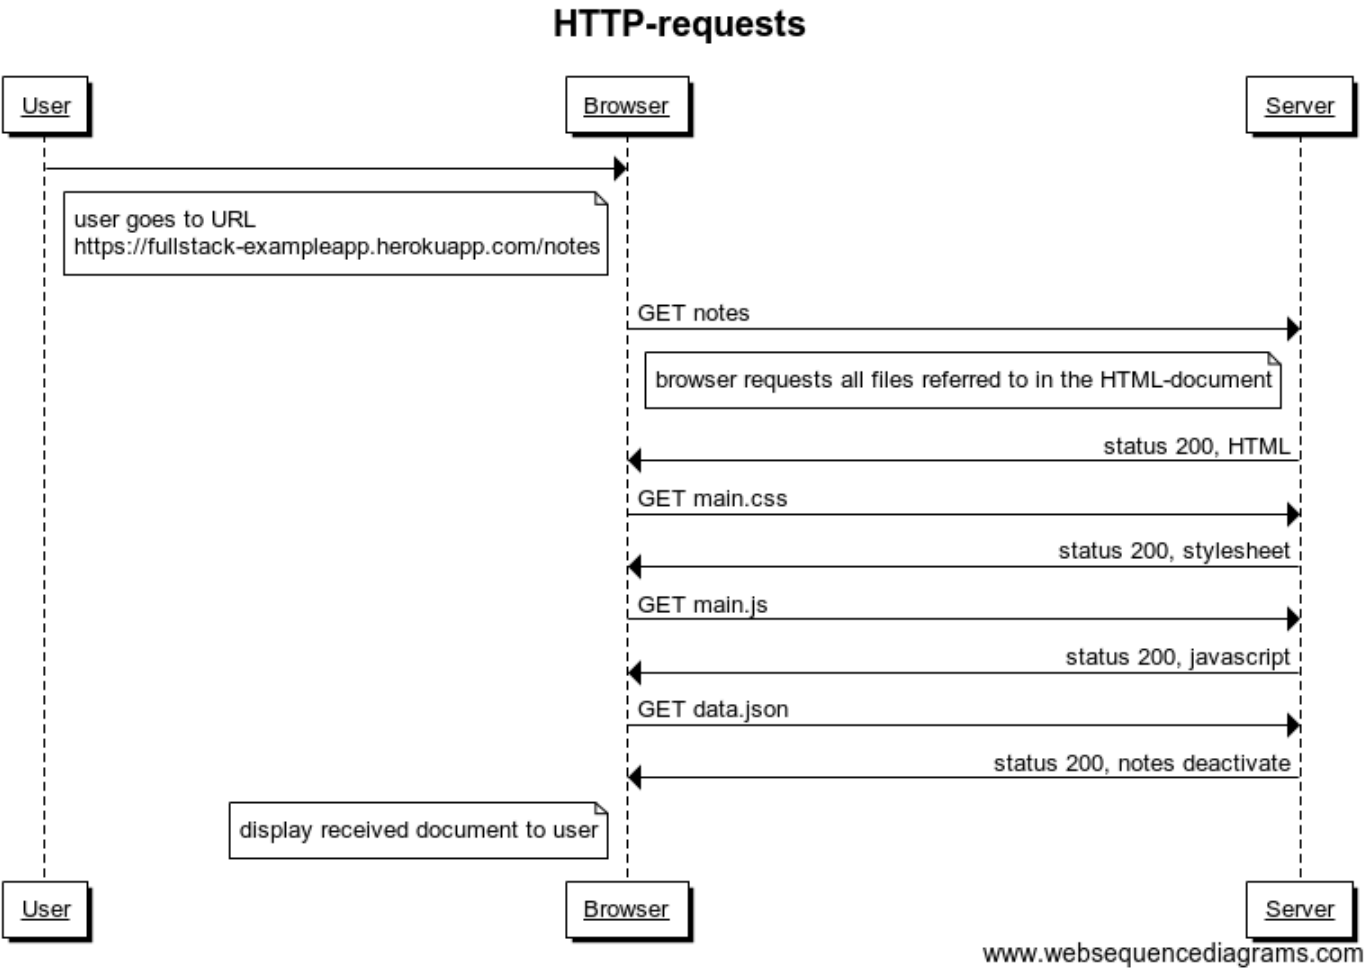 HTTP-requests
User
Browser
Server
user goes to URL
https://fullstack-exampleapp.herokuapp.com/notes
GET notes
browser requests all files referred to in the HTML-document
status 200, HTML
GET main.css
status 200, stylesheet
GET main.js
status 200, javascript
GET data.json
status 200, notes deactivate
display received document to user
User
Browser
Server
www.websequencediagrams.com